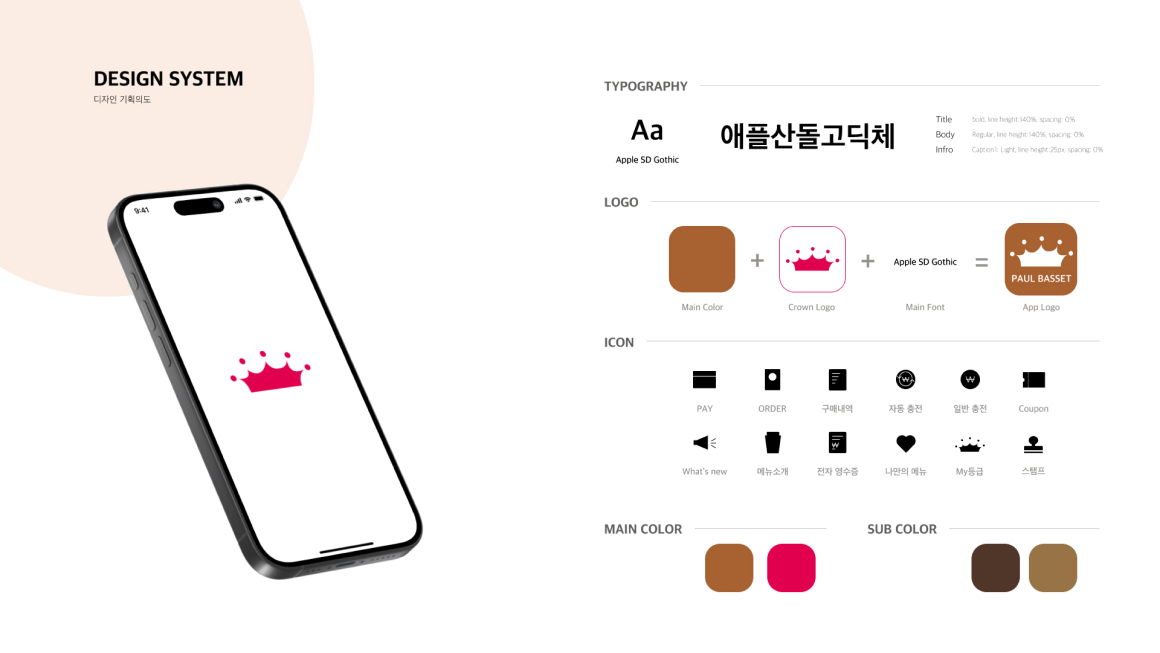 DESIGN SYSTEM
디자인 기획의도
9:41
TYPOGRAPHY
Aa
Apple SD Gothic
애플산돌고딕체
Title bold, line height:140%, spacing: 0%
Body Regular, line height:140%, spacing: 0%
Infro Caption1: Light, line height:25px, spacing: 0%
LOGO
+ + Apple SD Gothic =
PAUL BASSET
Main Color Crown Logo Main Font App Logo
ICON
PAY ORDER 구매내역 자동 충전 일반 충전 Coupon
What's new 메뉴소개 전자 영수증 나만의 메뉴 My등급 스탬프
MAIN COLOR
SUB COLOR